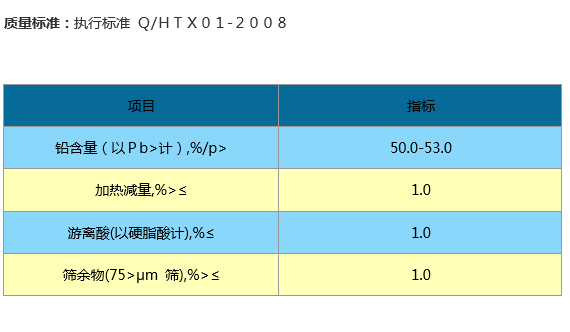 质量标准：执行标准 Ｑ/ＨＴＸ０１-２００８
项目 指标
铅含量（以Ｐb>计）,%/p> 50.0-53.0
加热减量,%>≤ 1.0
游离酸(以硬脂酸计),%≤ 1.0
筛余物(75>μm 筛),%>≤ 1.0